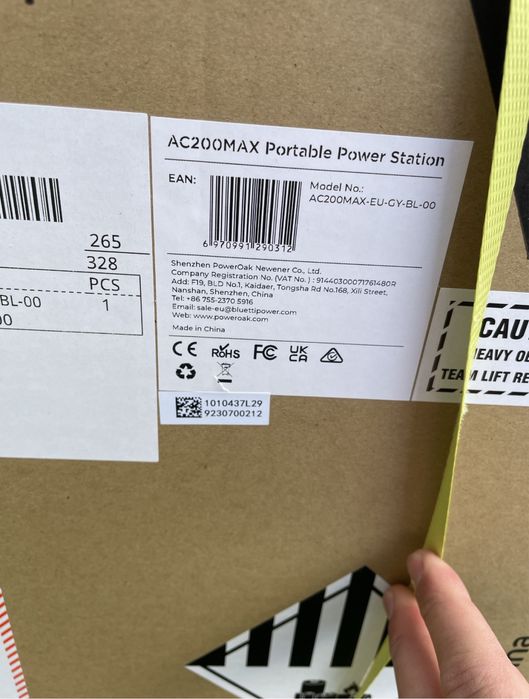 265
328
PCS
BL-00
1
00
AC200MAX Portable Power Station
EAN:
6 970991 290312
Model No.:
AC200MAX-EU-GY-BL-00
Shenzhen PowerOak Newener Co., Ltd.
Company Registration No. (VAT No.) : 91440300071761480R
Add: F19, BLD No.1, Kaidaer, Tongsha Rd No.168, Xili Street,
Nanshan, Shenzhen, China
Tel: +86 755-2370 5916
Email: sale-eu@bluettipower.com
Web: www.poweroak.com
Made in China
CE RoHS FC UK
CA
1010437L29
9230700212
CAU
HEAVY OB
TEAM LIFT RE